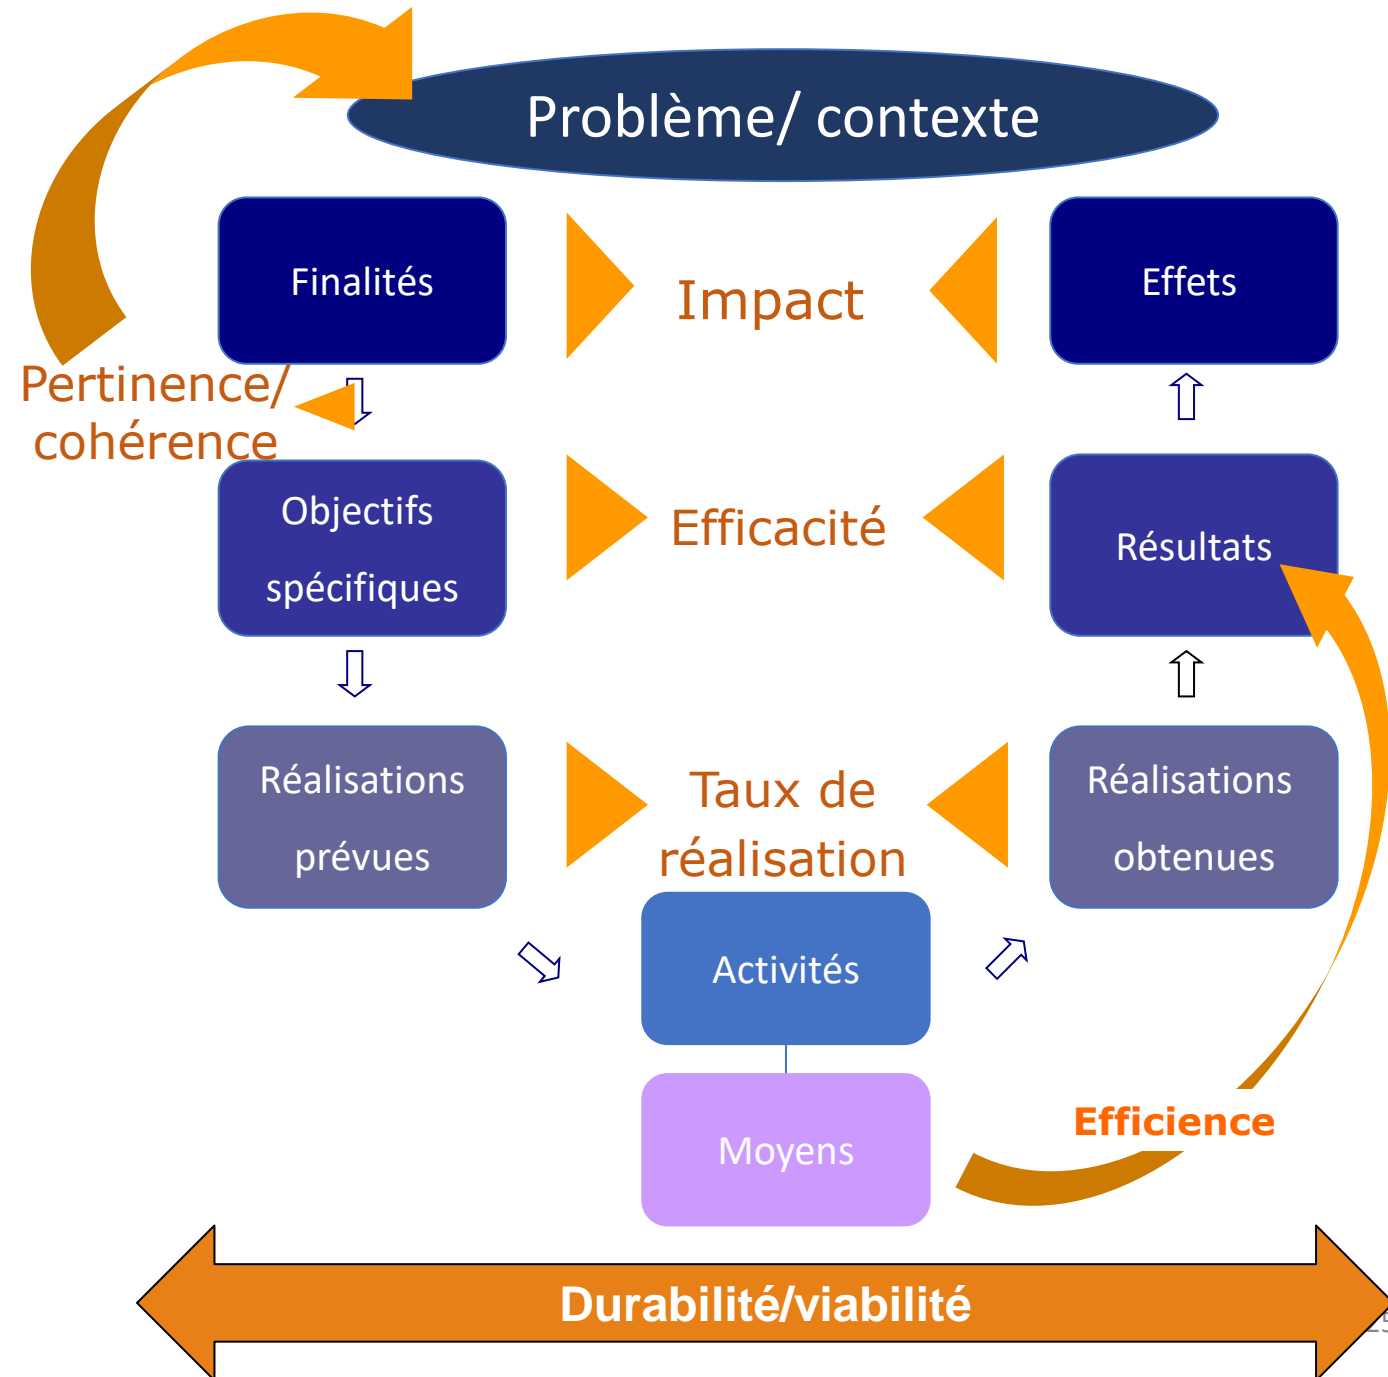 Problème/ contexte
Finalités
Impact
Effets
Pertinence/
cohérence
Objectifs
spécifiques
Efficacité
Résultats
Réalisations
prévues
Taux de
réalisation
Réalisations
obtenues
Activités
Moyens
Efficience
Durabilité/viabilité